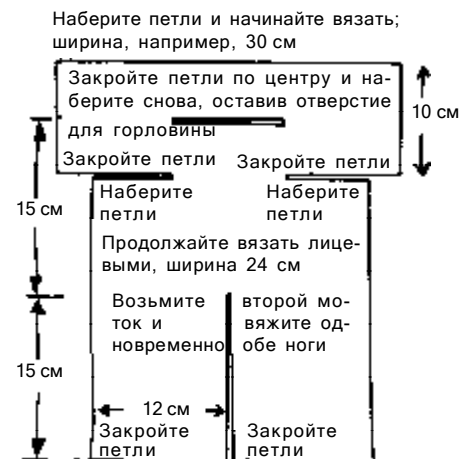 Наберите петли и начинайте вязать;
ширина, например, 30 см
Закройте петли по центру и на-
берите снова, оставив отверстие
для горловины
10 см
Закройте петли Закройте петли
Наберите Наберите
петли петли
15 см
Продолжайте вязать лице-
выми, ширина 24 см
Возьмите второй мо-
ток и вяжите од-
новременно обе ноги
15 см
12 см
Закройте Закройте
петли петли